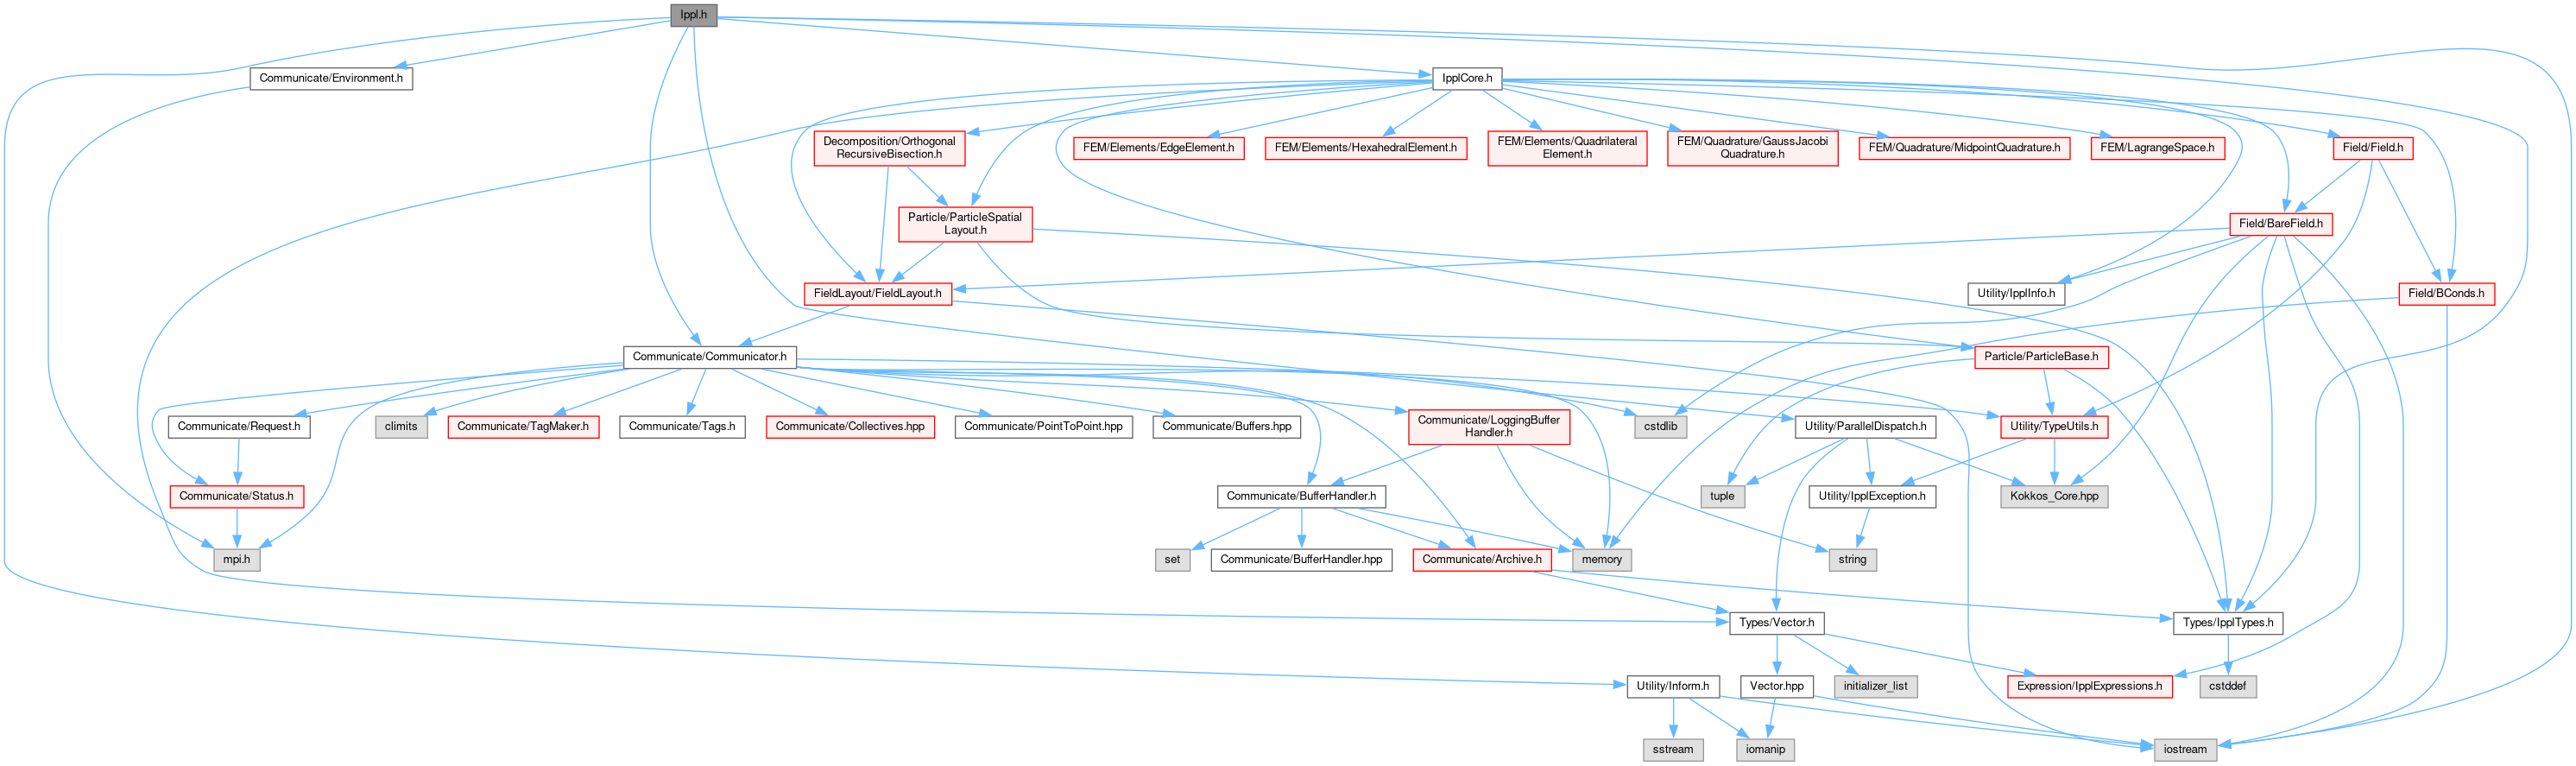 Ippl.h
Communicate/Environment.h
IpplCore.h
Decomposition/Orthogonal
RecursiveBisection.h
FEM/Elements/EdgeElement.h
FEM/Elements/HexahedralElement.h
FEM/Elements/Quadrilateral
Element.h
FEM/Quadrature/GaussJacobi
Quadrature.h
FEM/Quadrature/MidpointQuadrature.h
FEM/LagrangeSpace.h
Field/Field.h
Particle/ParticleSpatial
Layout.h
Field/BareField.h
FieldLayout/FieldLayout.h
Utility/IpplInfo.h
Field/BConds.h
Communicate/Communicator.h
Particle/ParticleBase.h
Communicate/Request.h
climits
Communicate/TagMaker.h
Communicate/Tags.h
Communicate/Collectives.hpp
Communicate/PointToPoint.hpp
Communicate/Buffers.hpp
Communicate/LoggingBuffer
Handler.h
cstdlib
Utility/ParallelDispatch.h
Utility/TypeUtils.h
Communicate/Status.h
Communicate/BufferHandler.h
tuple
Utility/IpplException.h
Kokkos_Core.hpp
mpi.h
set
Communicate/BufferHandler.hpp
Communicate/Archive.h
memory
string
Types/Vector.h
Types/IpplTypes.h
Utility/Inform.h
Vector.hpp
initializer_list
Expression/IpplExpressions.h
cstddef
sstream
iomanip
iostream